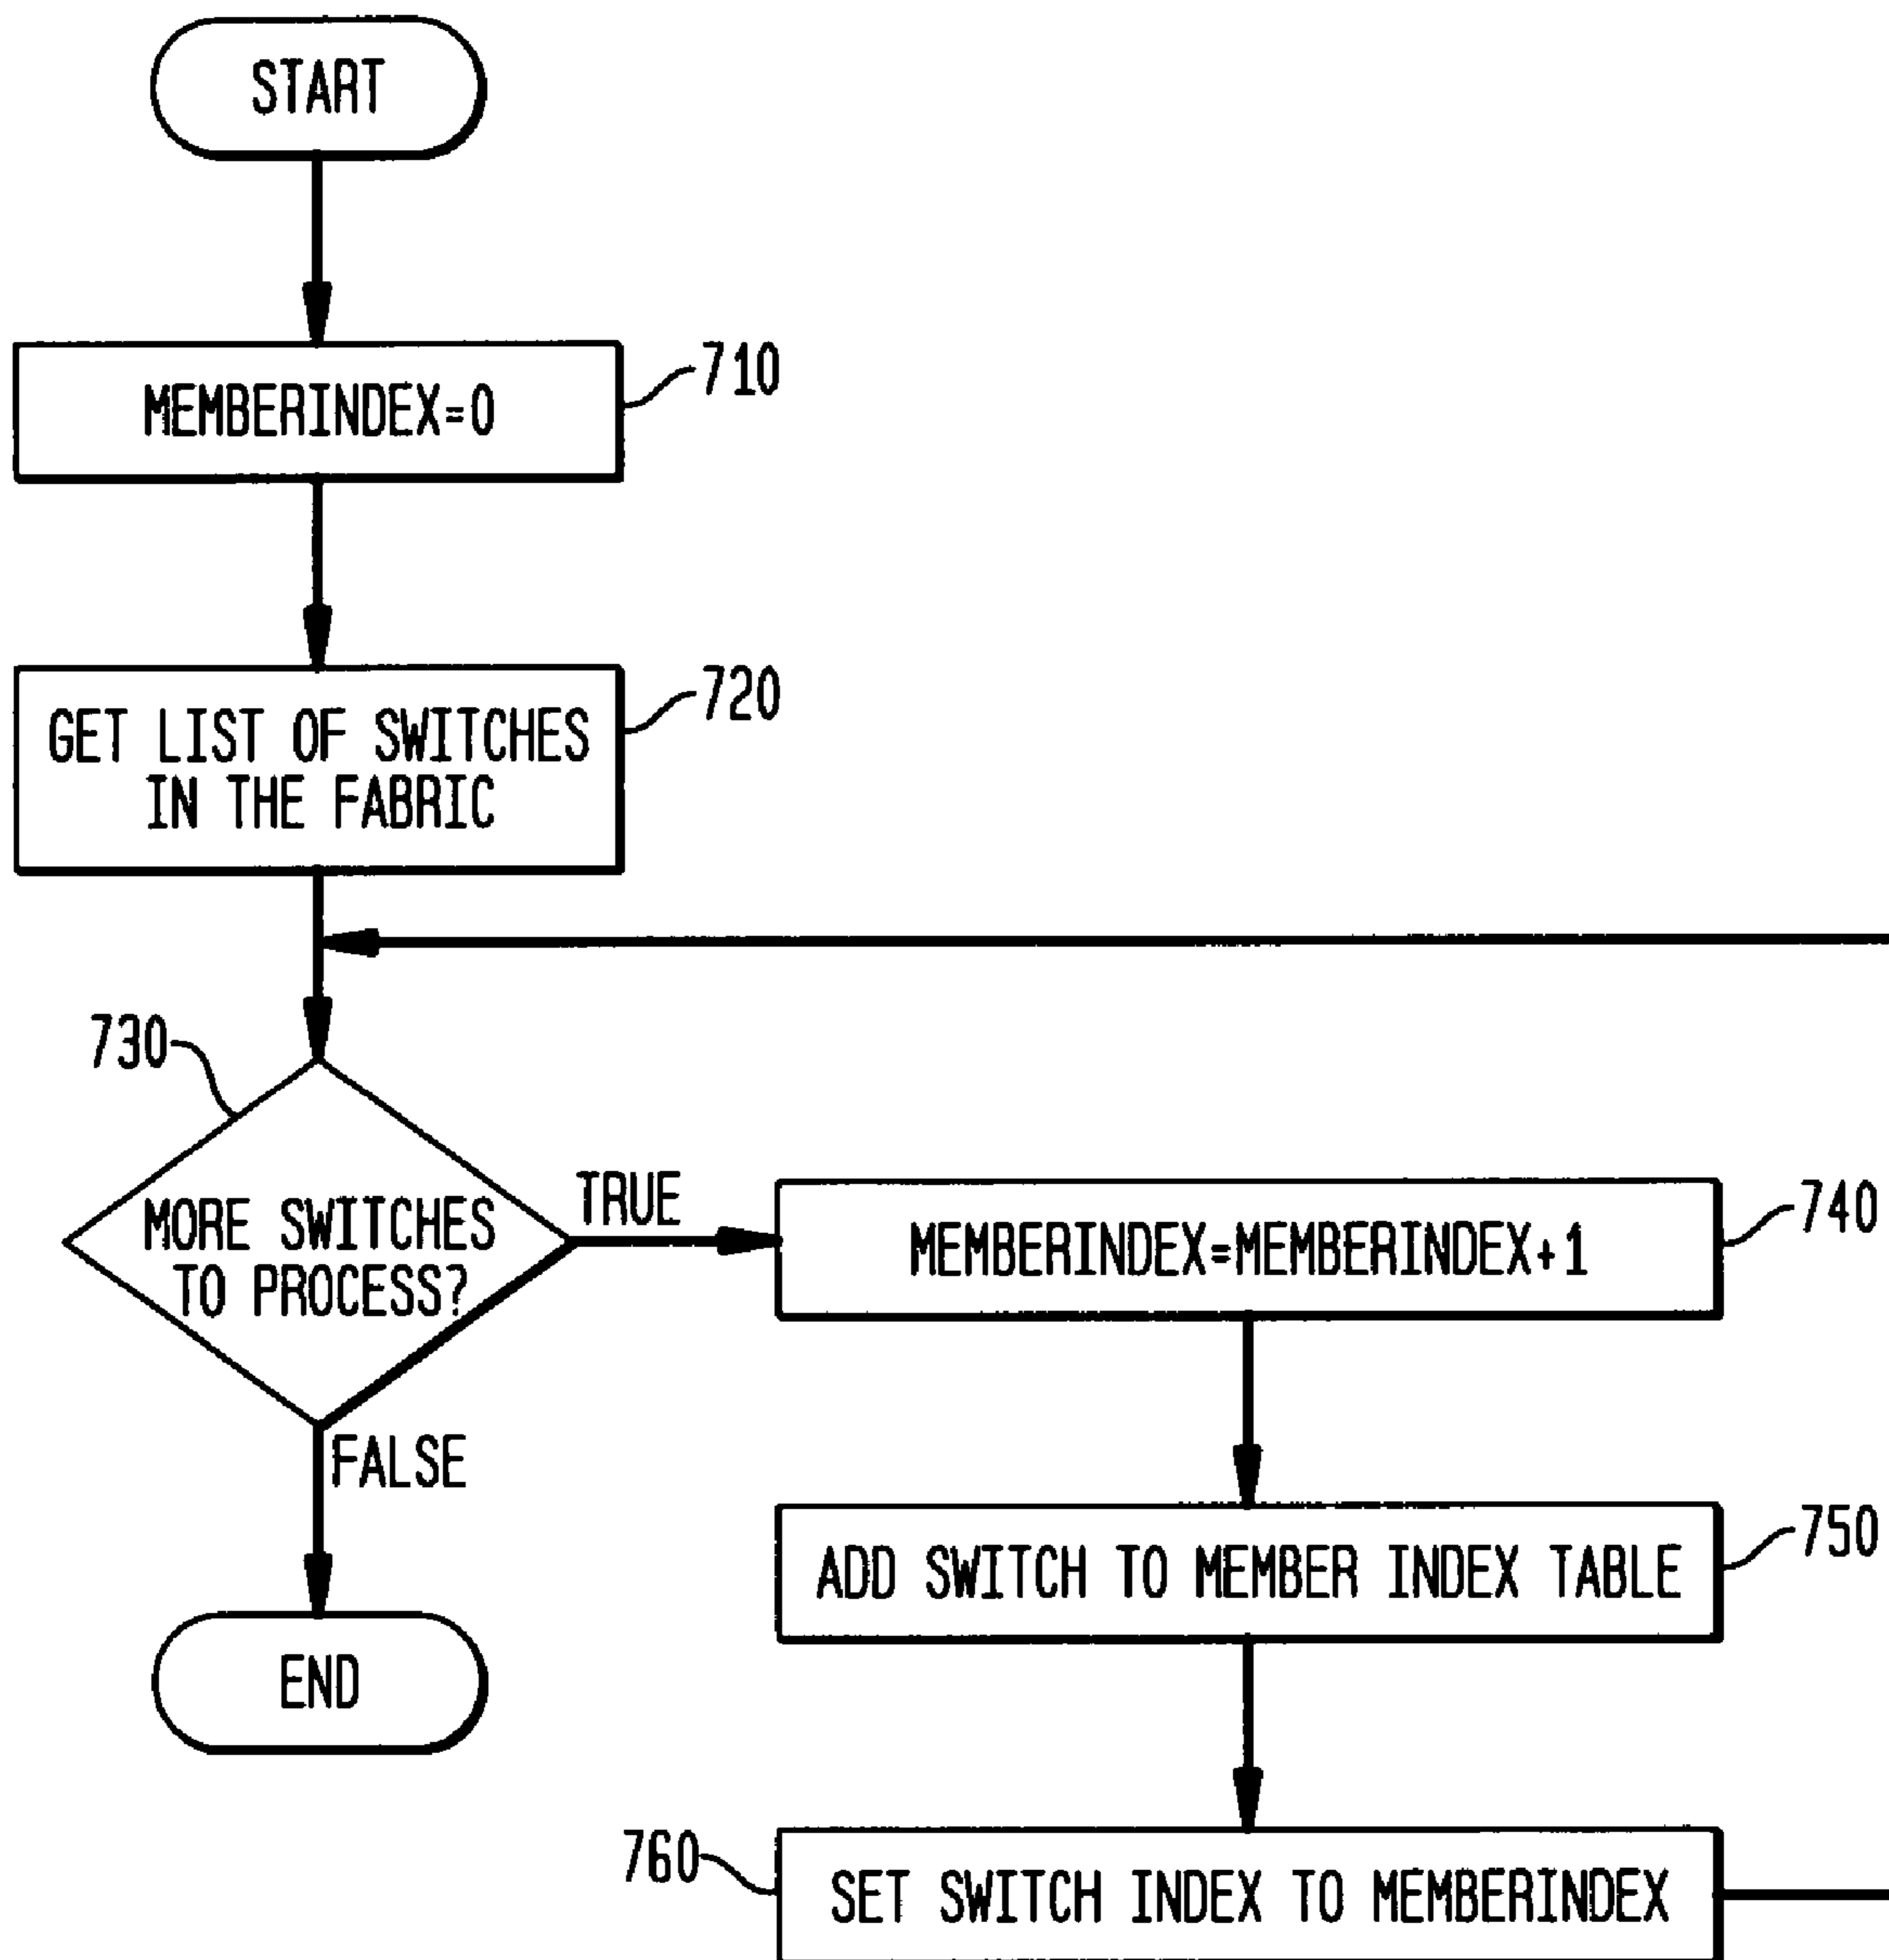 START
MEMBERINDEX=0
710
GET LIST OF SWITCHES
IN THE FABRIC
720
730
MORE SWITCHES
TO PROCESS?
TRUE
FALSE
END
MEMBERINDEX=MEMBERINDEX+1
740
ADD SWITCH TO MEMBER INDEX TABLE
750
760
SET SWITCH INDEX TO MEMBERINDEX